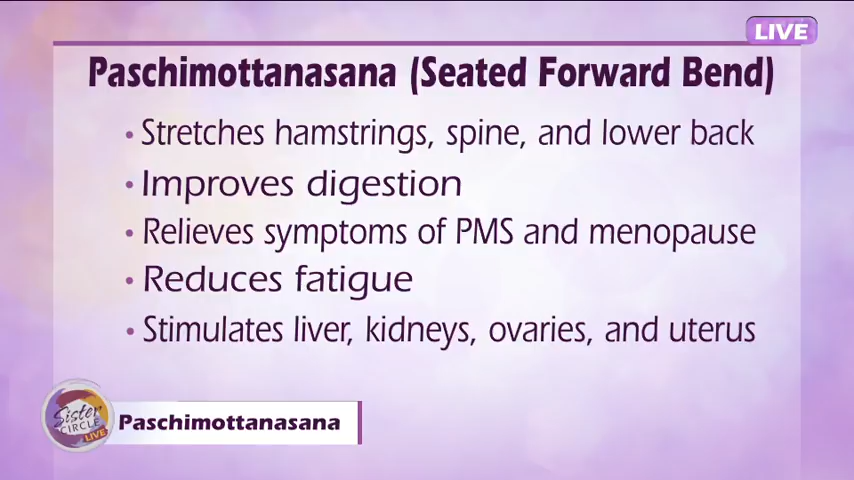 LIVE
Paschimottanasana (Seated Forward Bend)
• Stretches hamstrings, spine, and lower back
• Improves digestion
• Relieves symptoms of PMS and menopause
• Reduces fatigue
• Stimulates liver, kidneys, ovaries, and uterus
Sister
CIRCLE
LIVE
Paschimottanasana